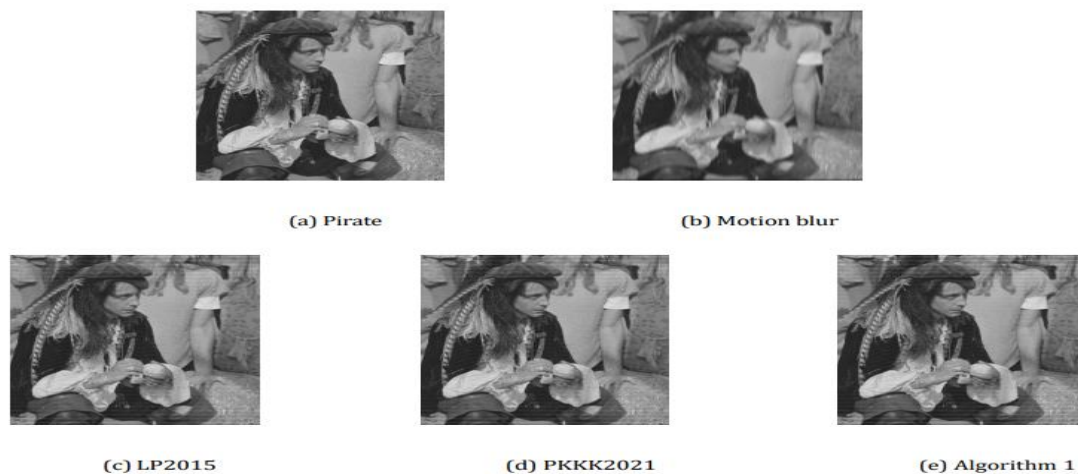 (a) Pirate
(b) Motion blur
(c) LP2015
(d) PKKK2021
(e) Algorithm 1